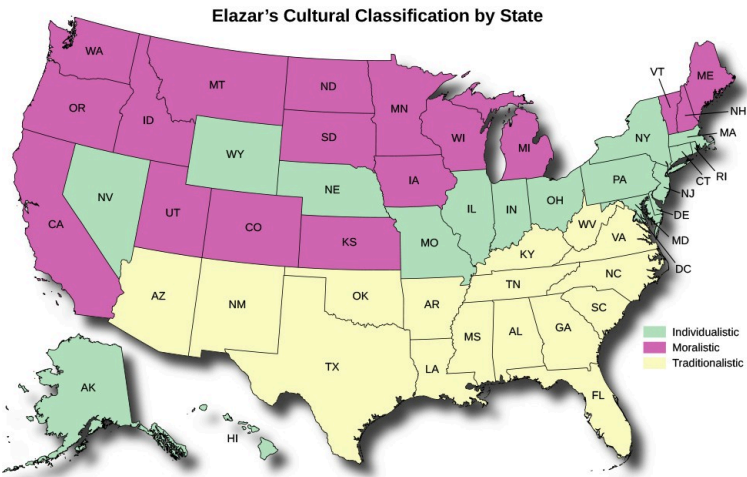 Elazar's Cultural Classification by State
WA
MT
ND
MN
VT
ME
OR
ID
SD
WI
MI
NH
NY
MA
WY
NE
IA
PA
RI
CT
NV
IL
IN
OH
NJ
UT
CO
KS
MO
WV
VA
DE
CA
KY
MD
DC
AZ
NM
OK
AR
TN
NC
SC
MS
AL
GA
TX
LA
FL
Individualistic
Moralistic
Traditionalistic
AK
HI